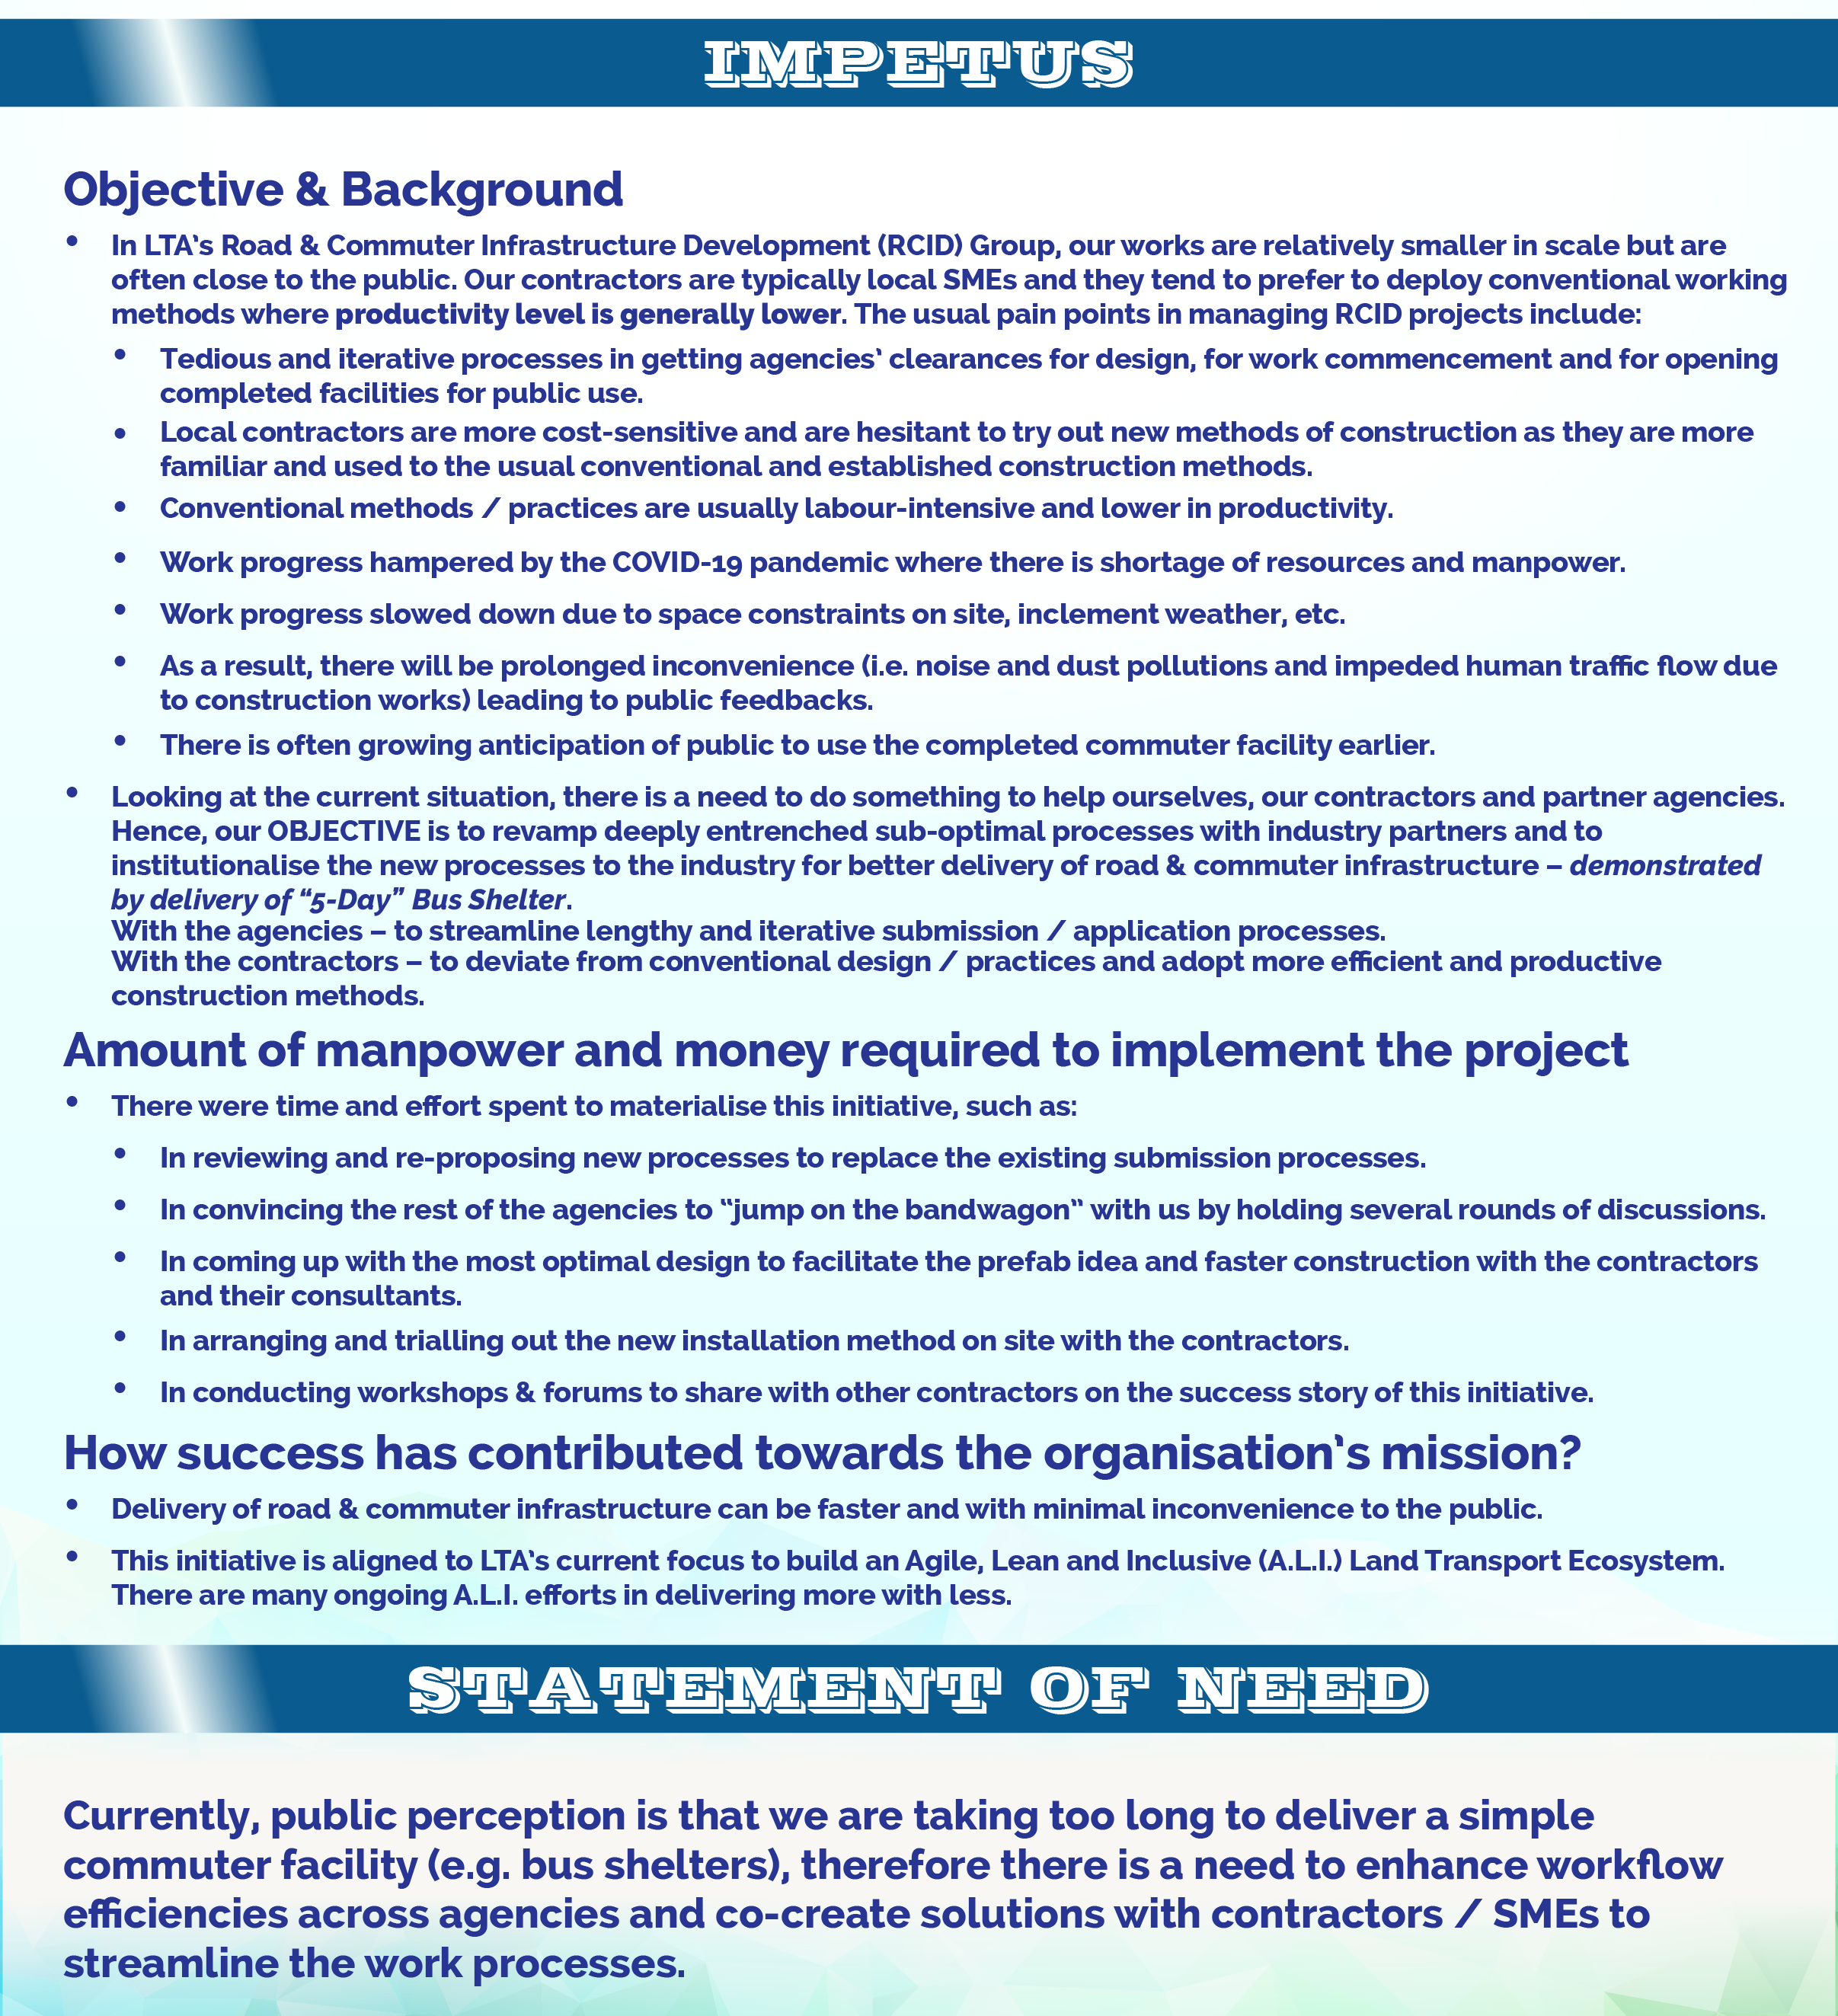 IMPETUS
Objective & Background
• In LTA's Road & Commuter Infrastructure Development (RCID) Group, our works are relatively smaller in scale but are
often close to the public. Our contractors are typically local SMEs and they tend to prefer to deploy conventional working
methods where productivity level is generally lower. The usual pain points in managing RCID projects include:
• Tedious and iterative processes in getting agencies' clearances for design, for work commencement and for opening
completed facilities for public use.
• Local contractors are more cost-sensitive and are hesitant to try out new methods of construction as they are more
familiar and used to the usual conventional and established construction methods.
• Conventional methods / practices are usually labour-intensive and lower in productivity.
• Work progress hampered by the COVID-19 pandemic where there is shortage of resources and manpower.
• Work progress slowed down due to space constraints on site, inclement weather, etc.
• As a result, there will be prolonged inconvenience (i.e. noise and dust pollutions and impeded human traffic flow due
to construction works) leading to public feedbacks.
• There is often growing anticipation of public to use the completed commuter facility earlier.
• Looking at the current situation, there is a need to do something to help ourselves, our contractors and partner agencies.
Hence, our OBJECTIVE is to revamp deeply entrenched sub-optimal processes with industry partners and to
institutionalise the new processes to the industry for better delivery of road & commuter infrastructure – demonstrated
by delivery of “5-Day” Bus Shelter.
With the agencies – to streamline lengthy and iterative submission / application processes.
With the contractors – to deviate from conventional design / practices and adopt more efficient and productive
construction methods.
Amount of manpower and money required to implement the project
• There were time and effort spent to materialise this initiative, such as:
• In reviewing and re-proposing new processes to replace the existing submission processes.
• In convincing the rest of the agencies to “jump on the bandwagon” with us by holding several rounds of discussions.
• In coming up with the most optimal design to facilitate the prefab idea and faster construction with the contractors
and their consultants.
• In arranging and trialling out the new installation method on site with the contractors.
• In conducting workshops & forums to share with other contractors on the success story of this initiative.
How success has contributed towards the organisation's mission?
• Delivery of road & commuter infrastructure can be faster and with minimal inconvenience to the public.
• This initiative is aligned to LTA's current focus to build an Agile, Lean and Inclusive (A.L.I.) Land Transport Ecosystem.
There are many ongoing A.L.I. efforts in delivering more with less.
STATEMENT OF NEED
Currently, public perception is that we are taking too long to deliver a simple
commuter facility (e.g. bus shelters), therefore there is a need to enhance workflow
efficiencies across agencies and co-create solutions with contractors / SMEs to
streamline the work processes.